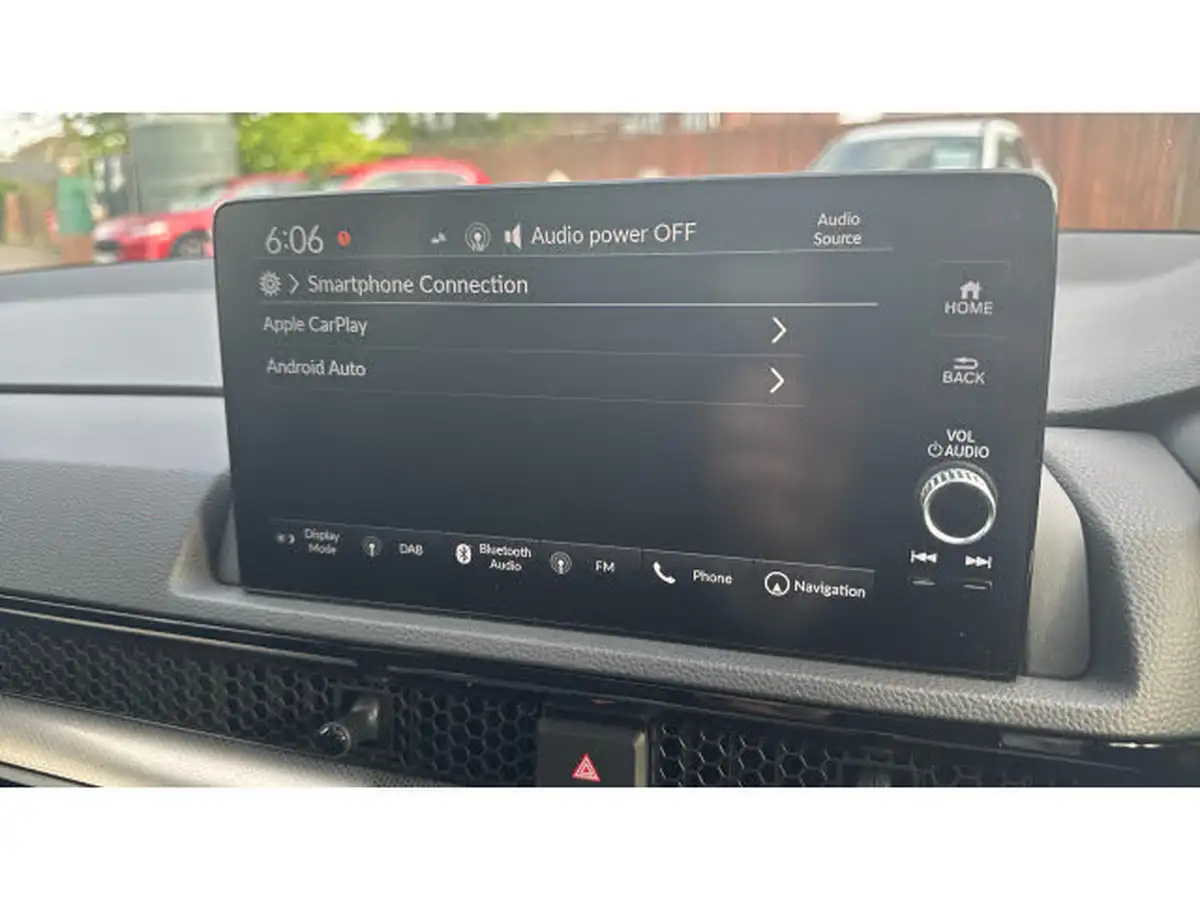 6:06
Audio power OFF
Audio
Source
Smartphone Connection
Apple CarPlay
Android Auto
HOME
BACK
VOL
AUDIO
Display
Mode
DAB
Bluetooth
Audio
FM
Phone
Navigation